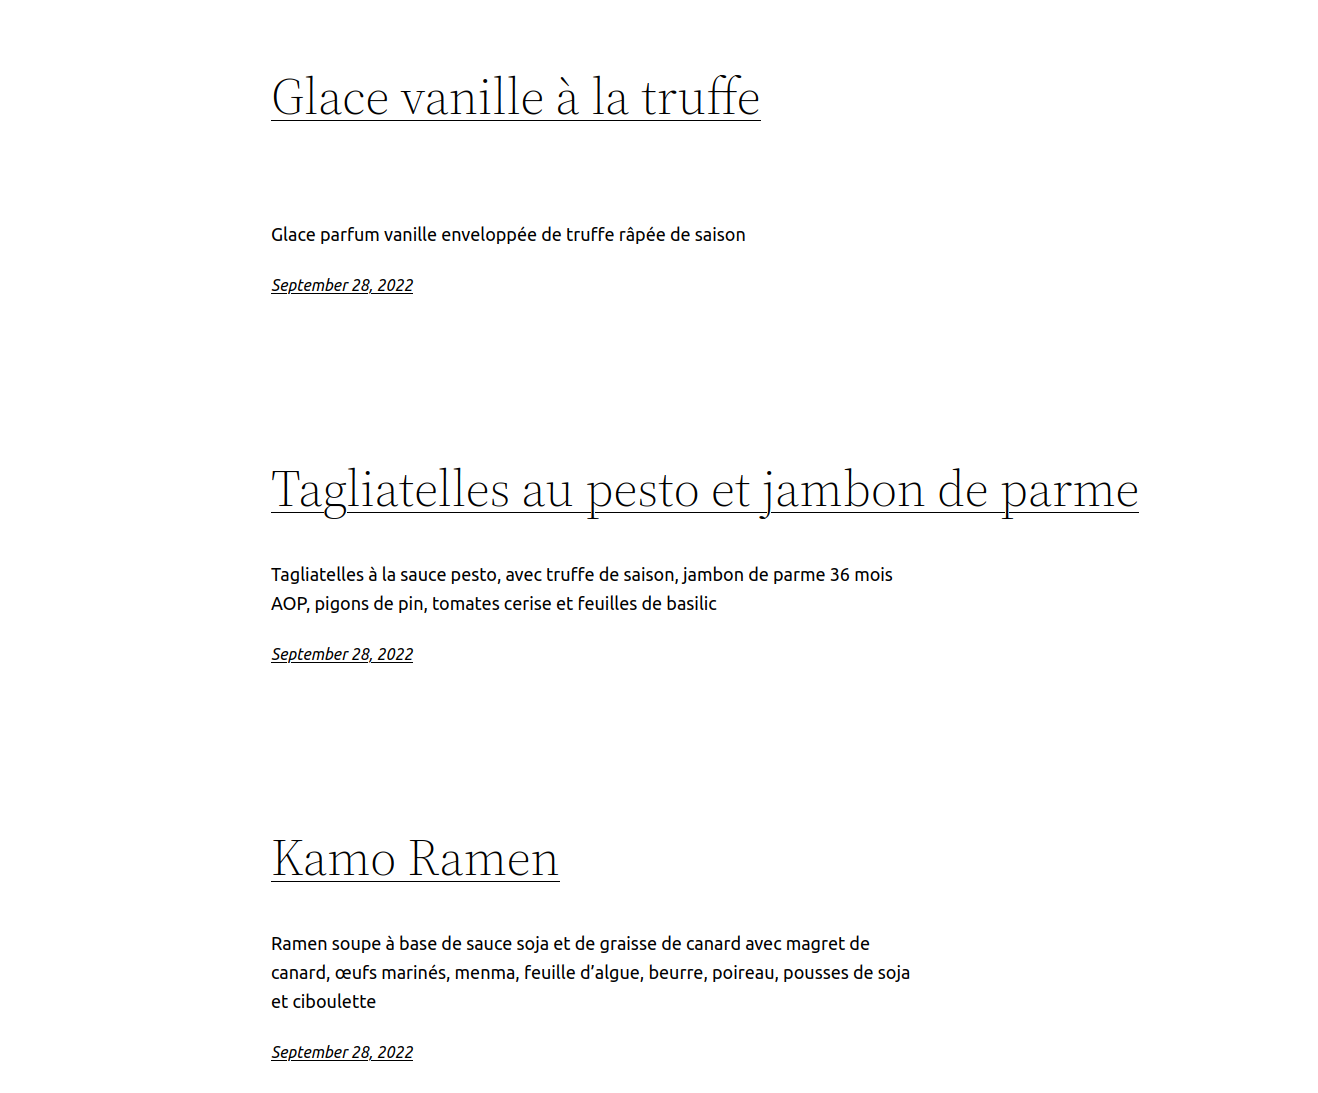 Glace vanille à la truffe
Glace parfum vanille enveloppée de truffe râpée de saison
September 28, 2022
Tagliatelles au pesto et jambon de parme
Tagliatelles à la sauce pesto, avec truffe de saison, jambon de parme 36 mois
AOP, pigons de pin, tomates cerise et feuilles de basilic
September 28, 2022
Kamo Ramen
Ramen soupe à base de sauce soja et de graisse de canard avec magret de
canard, œufs marinés, menma, feuille d’algue, beurre, poireau, pousses de soja
et ciboulette
September 28, 2022